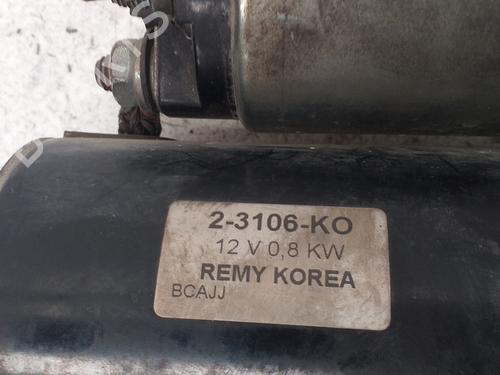 2-3106-KO
12 V 0,8 KW
REMY KOREA
BCAJJ